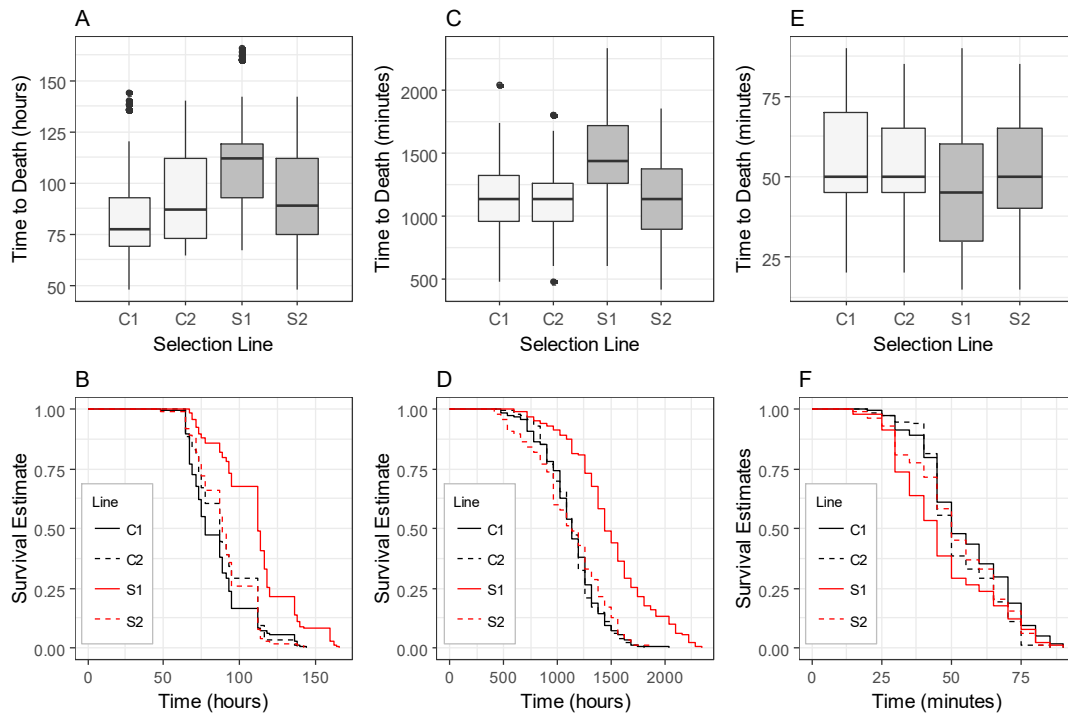 A
Time to Death (hours)
150
125
100
75
50
C1 C2 S1 S2
Selection Line
C
Time to Death (minutes)
2000
1500
1000
500
C1 C2 S1 S2
Selection Line
E
Time to Death (minutes)
75
50
25
C1 C2 S1 S2
Selection Line
B
Survival Estimate
1.00
0.75
0.50
0.25
0.00
Line
C1
C2
S1
S2
0 50 100 150
Time (hours)
D
Survival Estimate
1.00
0.75
0.50
0.25
0.00
Line
C1
C2
S1
S2
0 500 1000 1500 2000
Time (hours)
F
Survival Estimates
1.00
0.75
0.50
0.25
0.00
Line
C1
C2
S1
S2
0 25 50 75
Time (minutes)